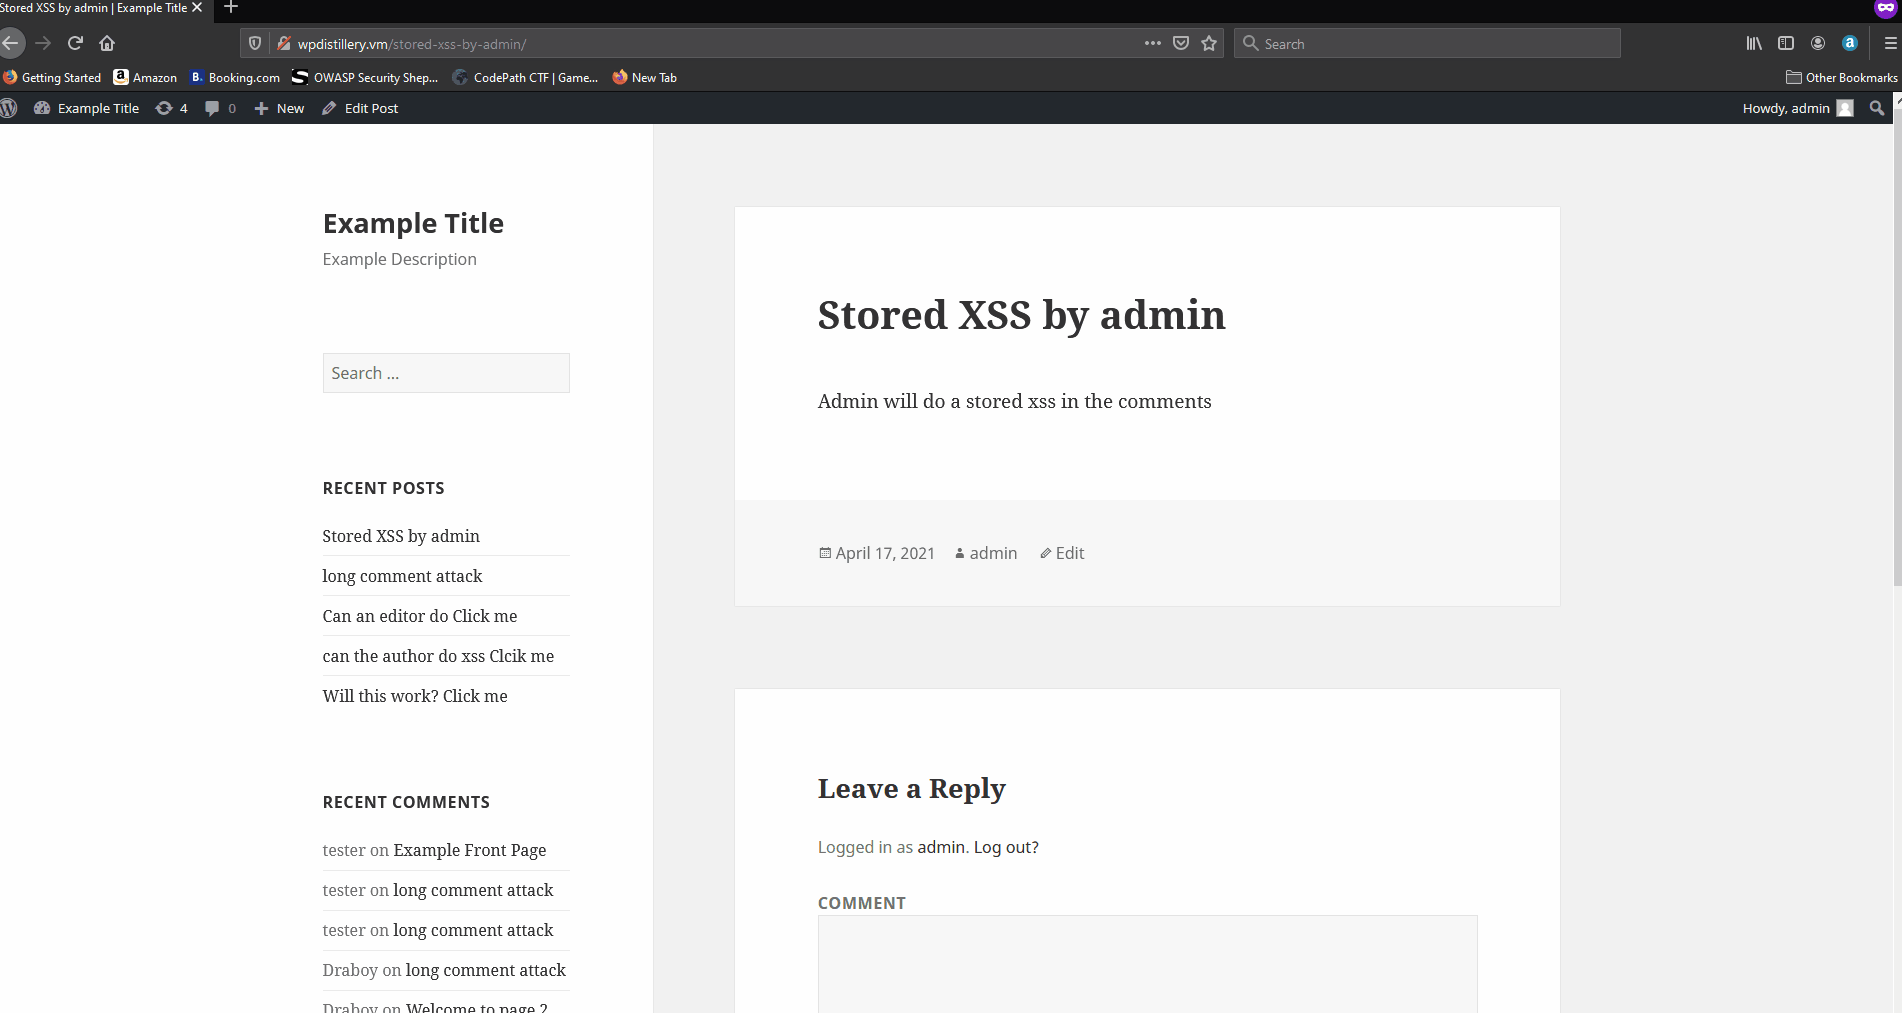 Stored XSS by admin | Example Title
wpdistillery.vm/stored-xss-by-admin/
Search
Getting Started
Amazon
Booking.com
OWASP Security Shep...
CodePath CTF | Game...
New Tab
Other Bookmarks
Example Title
4
0
New
Edit Post
Howdy, admin
Example Title
Example Description
Search ...
RECENT POSTS
Stored XSS by admin
long comment attack
Can an editor do Click me
can the author do xss Clcik me
Will this work? Click me
RECENT COMMENTS
tester on Example Front Page
tester on long comment attack
tester on long comment attack
Draboy on long comment attack
Draboy on Welcome to page 2
Stored XSS by admin
Admin will do a stored xss in the comments
April 17, 2021
admin
Edit
Leave a Reply
Logged in as admin. Log out?
COMMENT